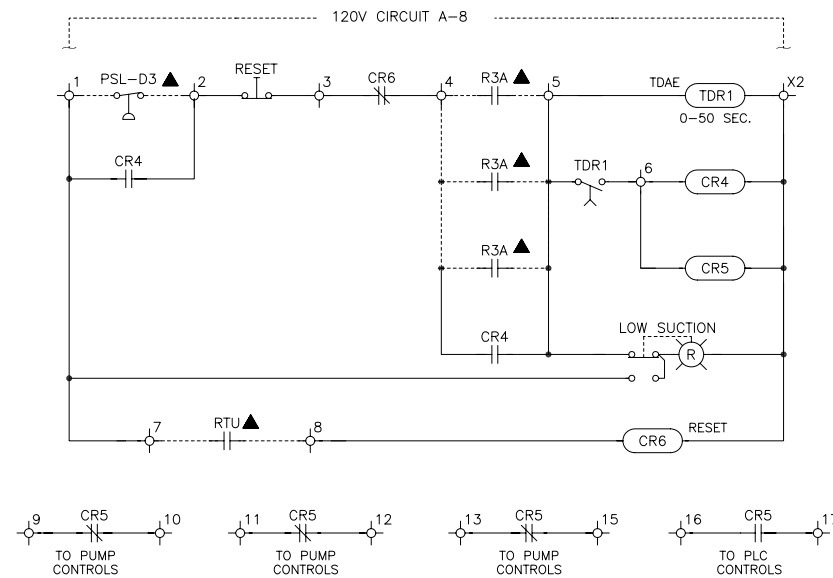 120V CIRCUIT A-8
1 PSL-D3 2 RESET 3 CR6 4 R3A 5 TDAE TDR1 X2
0-50 SEC.
CR4 R3A TDR1 6 CR4
R3A CR5
CR4 LOW SUCTION
R
7 RTU 8 CR6 RESET
9 CR5 10 11 CR5 12 13 CR5 15 16 CR5 17
TO PUMP TO PUMP TO PUMP TO PLC
CONTROLS CONTROLS CONTROLS CONTROLS